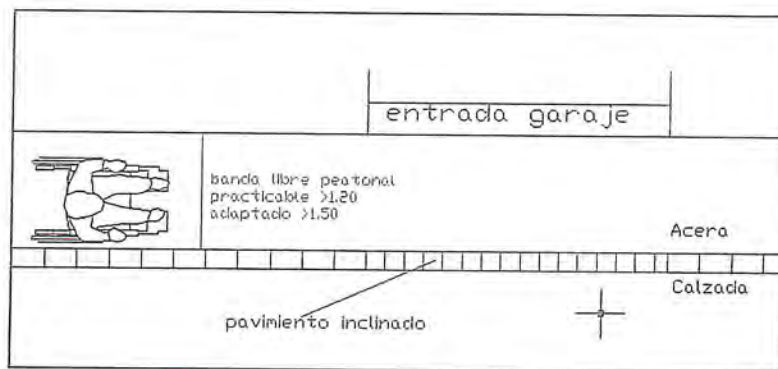 entrada garaje
banda libre peatonal
practicable >1.20
adaptado >1.50
Acera
Calzada
pavimiento inclinado